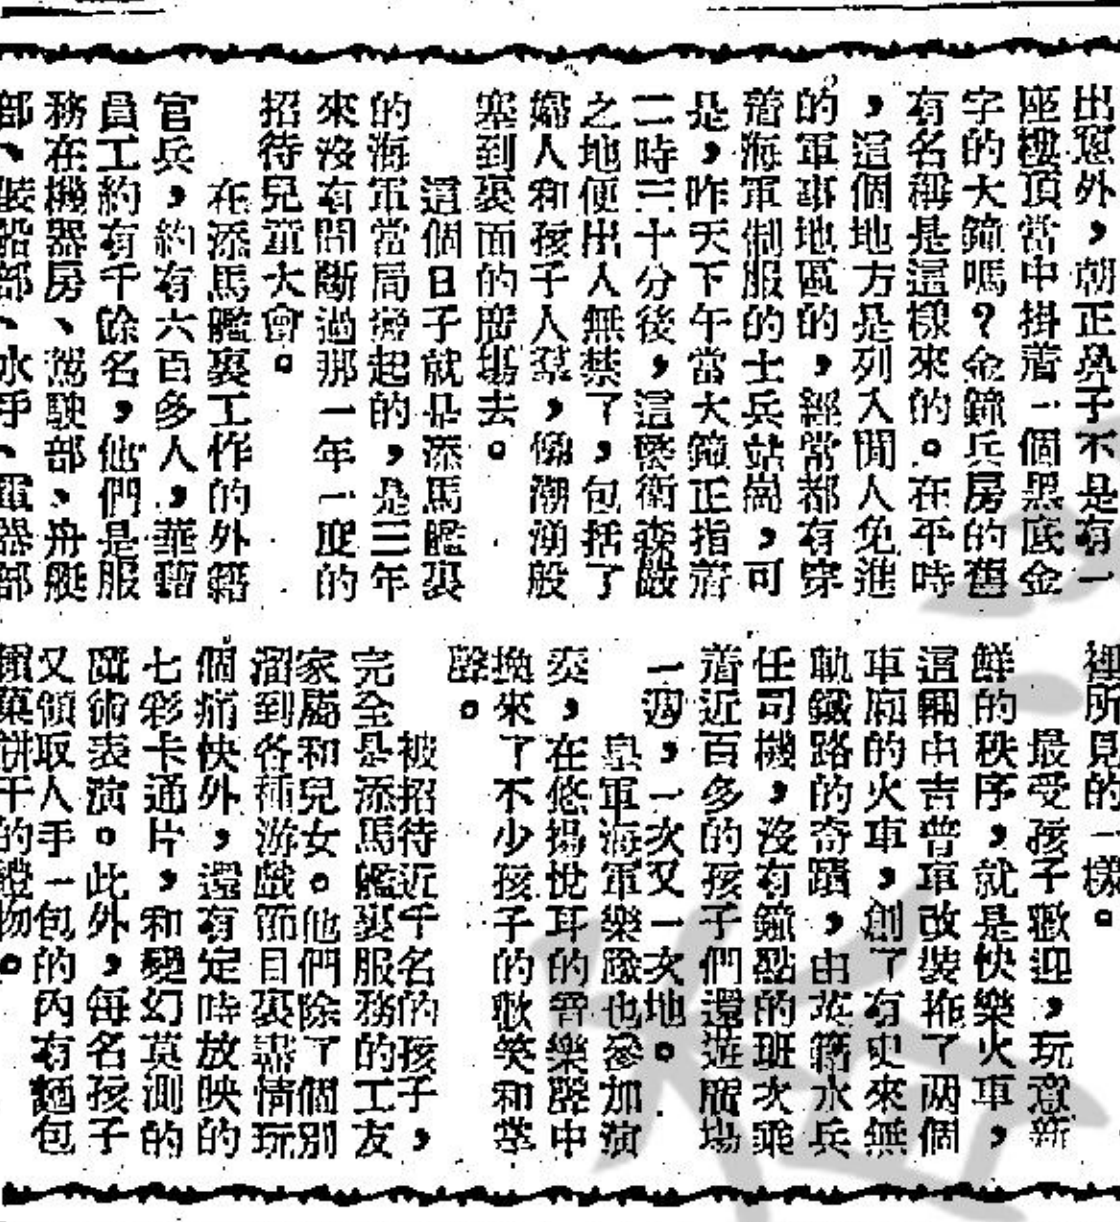 出窓外，朝正鼻子不是有一
座樓頂當中掛着一個黑底金
字的大鐘嗎？金鐘兵房的舊
有名稱是這樣來的。在平時
，這個地方是列入閒人免進
的軍事地區的，經常都有穿
着海軍制服的士兵站崗，可
是，昨天下午當大鐘正指着
二時三十分後，這警衛森嚴
之地便出入無禁了，包括了
婦人和孩子人羣，像潮湧般
塞到裏面的廣塲去。
這個日子就是添馬艦裏
的海軍當局搞起的，是三年
來沒有間斷過那一年一度的
招待兒童大會。
在添馬艦裏工作的外籍
官兵，約有六百多人，華籍
員工約有千餘名，他們是服
務在機器房、駕駛部、舟艇
部、裝船部、水手、電器部
裡所見的一樣。
最受孩子歡迎，玩意新
鮮的秩序，就是快樂火車，
這輛由吉普車改裝拖了两個
車廂的火車，創了有史來無
軌鐵路的奇蹟，由英籍水兵
任司機，沒有鐘點的班次乘
着近百多的孩子們還遊廣場
一週，一次又一次地。
皇軍海軍樂隊也參加演
奏，在悠揚悅耳的音樂聲中
換來了不少孩子的歡笑和掌
聲。
被招待近千名的孩子，
完全是添馬艦裏服務的工友
家屬和兒女。他們除了個別
溜到各種游戲節目裏盡情玩
個痛快外，還有定時放映的
七彩卡通片，和變幻莫測的
魔術表演。此外，每名孩子
又領取人手一包的內有麵包
糖菓餅干的禮物。